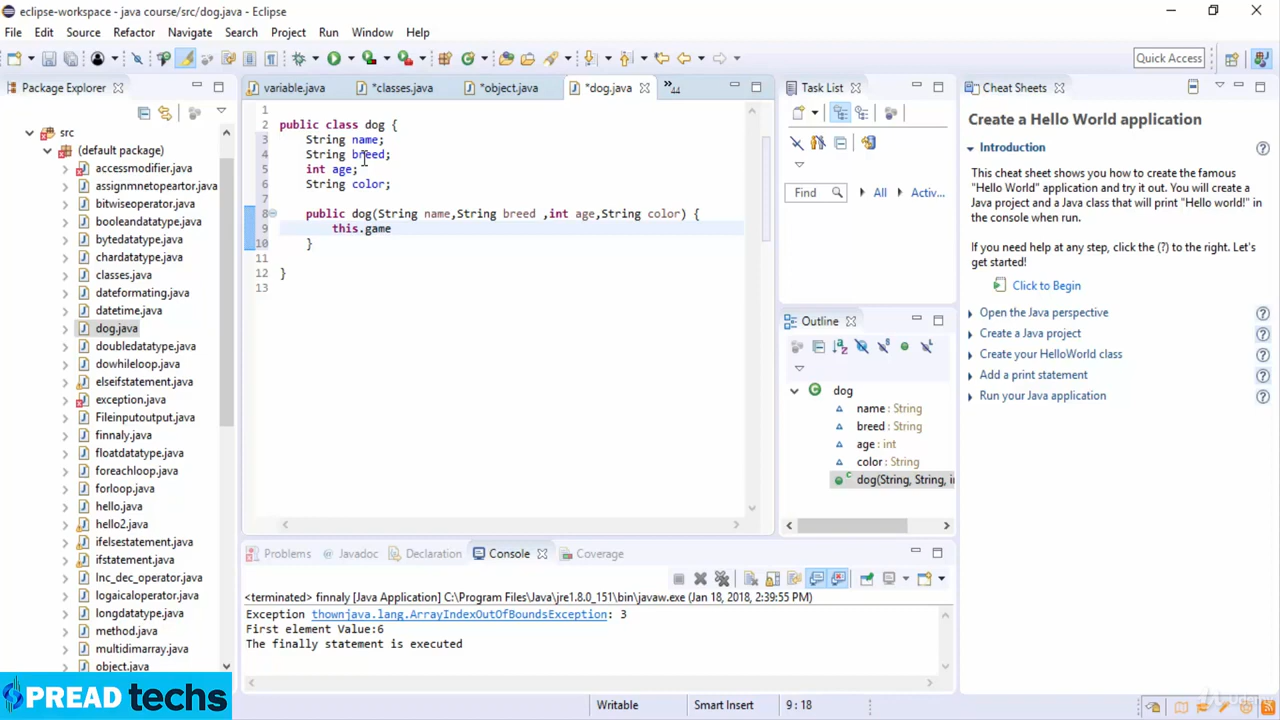 eclipse-workspace - java course/src/dog.java - Eclipse
File Edit Source Refactor Navigate Search Project Run Window Help
Quick Access
Package Explorer
src
(default package)
accessmodifier.java
assignmnetopeartor.java
bitwiseoperator.java
booleandatatype.java
bytedatatype.java
chardatatype.java
classes.java
dateformating.java
datetime.java
dog.java
doubledatatype.java
dowhileloop.java
elseifstatement.java
exception.java
Fileinputoutput.java
finnaly.java
floatdatatype.java
foreachloop.java
forloop.java
hello.java
hello2.java
ifelsestatement.java
ifstatement.java
Inc_dec_operator.java
logaicaloperator.java
longdatatype.java
method.java
multidimarray.java
object.java
variable.java *classes.java *object.java *dog.java »44
1
2 public class dog {
3 String name;
4 String breed;
5 int age;
6 String color;
7
8 public dog(String name,String breed ,int age,String color) {
9 this.game
10 }
11
12 }
13
Task List
Find All Activ...
Outline
dog
name : String
breed : String
age : int
color : String
dog(String, String, i
Cheat Sheets
Create a Hello World application
Introduction
This cheat sheet shows you how to create the famous
"Hello World" application and try it out. You will create
a Java project and a Java class that will print "Hello world!" in
the console when run.
If you need help at any step, click the (?) to the right. Let's
get started!
Click to Begin
Open the Java perspective
Create a Java project
Create your HelloWorld class
Add a print statement
Run your Java application
Problems Javadoc Declaration Console Coverage
<terminated> finnaly [Java Application] C:\Program Files\Java\jre1.8.0_151\bin\javaw.exe (Jan 18, 2018, 2:39:55 PM)
Exception thownjava.lang.ArrayIndexOutOfBoundsException: 3
First element Value:6
The finally statement is executed
Writable Smart Insert 9 : 18
SPREAD techs
Udemy